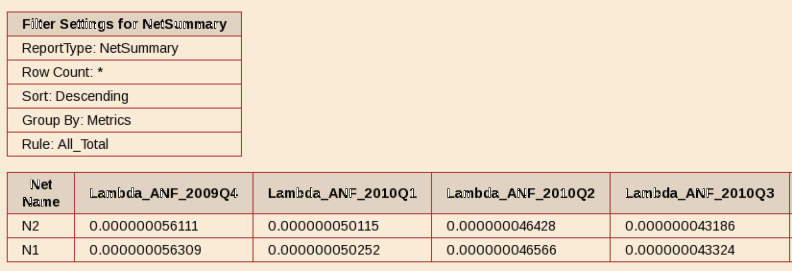 Filter Settings for NetSummary
ReportType: NetSummary
Row Count: *
Sort: Descending
Group By: Metrics
Rule: All_Total
Net Name Lambda_ANF_2009Q4 Lambda_ANF_2010Q1 Lambda_ANF_2010Q2 Lambda_ANF_2010Q3
N2 0.000000056111 0.000000050115 0.000000046428 0.000000043186
N1 0.000000056309 0.000000050252 0.000000046566 0.000000043324